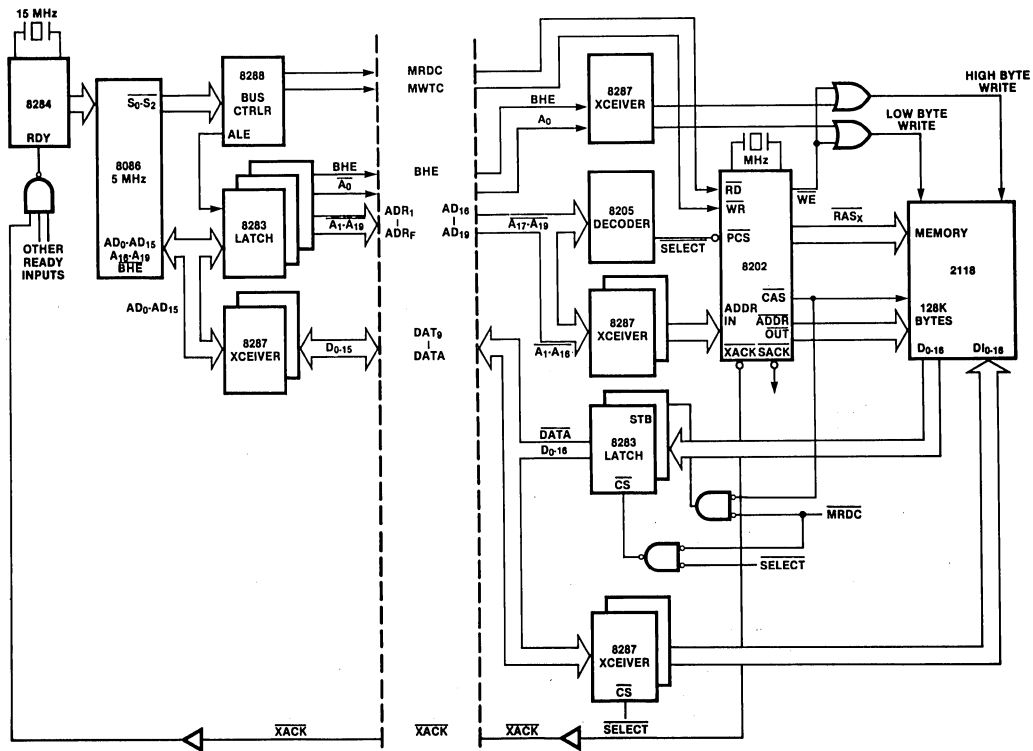 15 MHz
8284
RDY
OTHER
READY
INPUTS
8086
5 MHz
S0-S2
AD0-AD15
A16-A19
BHE
AD0-AD15
8288
BUS
CTRLR
ALE
8283
LATCH
BHE
A0
A1-A19
8287
XCEIVER
D0-15
MRDC
MWTC
BHE
ADR1
ADRF
DAT9
DATA
XACK
XACK
XACK
AD16
AD19
BHE
A0
8287
XCEIVER
A17-A19
8205
DECODER
SELECT
A1-A16
8287
XCEIVER
MHz
RD
WR
PCS
8202
ADDR
IN
XACK
SACK
WE
RASX
CAS
ADDR
OUT
HIGH BYTE
WRITE
LOW BYTE
WRITE
MEMORY
2118
128K
BYTES
D0-16
DI0-16
DATA
D0-16
STB
8283
LATCH
CS
MRDC
SELECT
8287
XCEIVER
CS
SELECT